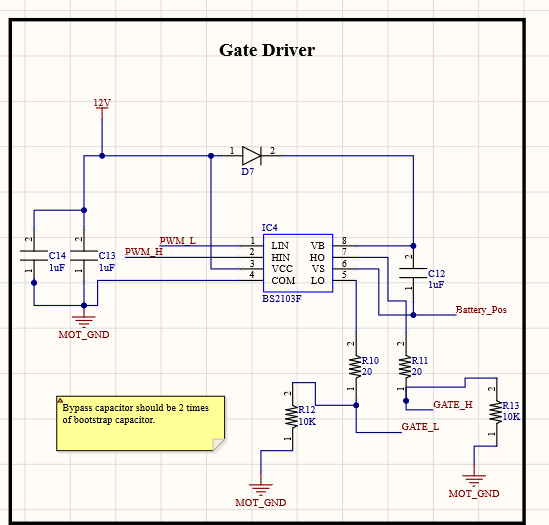 Gate Driver
12V
1
2
D7
IC4
PWM_L
1
LIN
VB
8
PWM_H
2
HIN
HO
7
3
VCC
VS
6
4
COM
LO
5
BS2103F
2
C14
1uF
1
2
C13
1uF
1
2
C12
1uF
1
Battery_Pos
MOT_GND
2
R10
20
1
2
R11
20
1
2
R12
10K
1
2
R13
10K
1
GATE_H
GATE_L
Bypass capacitor should be 2 times
of bootstrap capacitor.
MOT_GND
MOT_GND